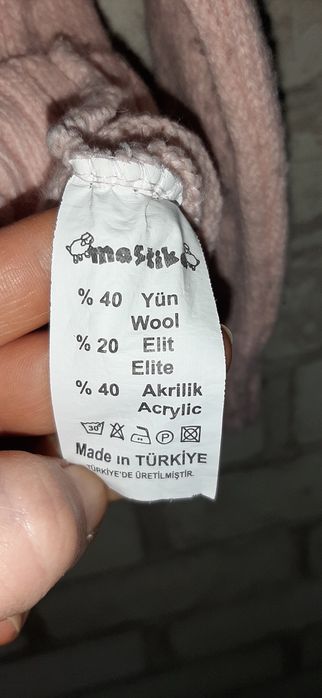 mastik
% 40 Yün
Wool
% 20 Elit
Elite
% 40 Akrilik
Acrylic
30
P
Made ın TÜRKİYE
TÜRKİYE'DE ÜRETİLMİŞTİR.